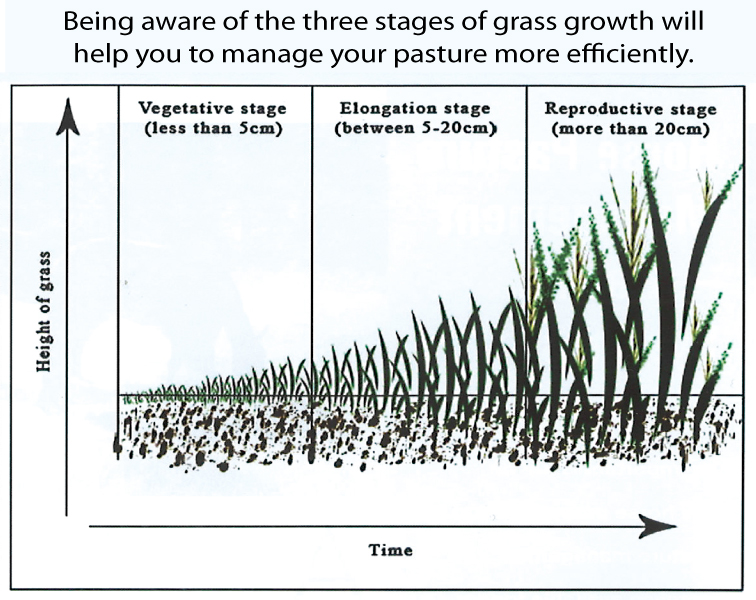 Being aware of the three stages of grass growth will
help you to manage your pasture more efficiently.
Vegetative stage
(less than 5cm)
Elongation stage
(between 5-20cm)
Reproductive stage
(more than 20cm)
Height of grass
Time